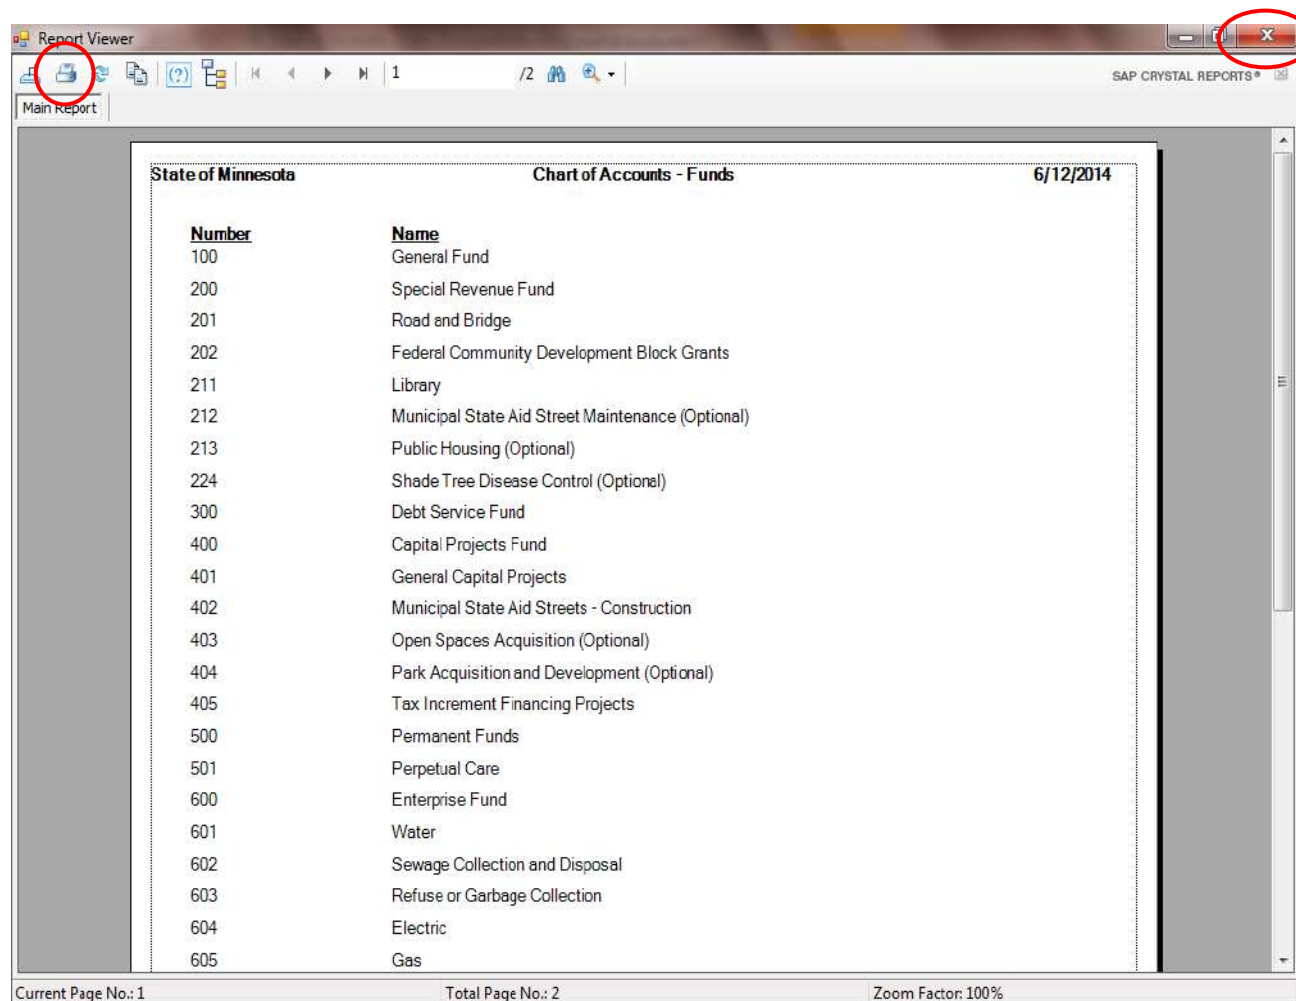 Report Viewer
1 /2 SAP CRYSTAL REPORTS®
Main Report
State of Minnesota Chart of Accounts - Funds 6/12/2014
Number Name
100 General Fund
200 Special Revenue Fund
201 Road and Bridge
202 Federal Community Development Block Grants
211 Library
212 Municipal State Aid Street Maintenance (Optional)
213 Public Housing (Optional)
224 Shade Tree Disease Control (Optional)
300 Debt Service Fund
400 Capital Projects Fund
401 General Capital Projects
402 Municipal State Aid Streets - Construction
403 Open Spaces Acquisition (Optional)
404 Park Acquisition and Development (Optional)
405 Tax Increment Financing Projects
500 Permanent Funds
501 Perpetual Care
600 Enterprise Fund
601 Water
602 Sewage Collection and Disposal
603 Refuse or Garbage Collection
604 Electric
605 Gas
Current Page No.: 1 Total Page No.: 2 Zoom Factor: 100%